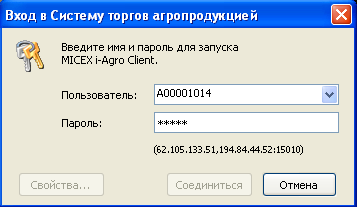 Вход в Систему торгов агропродукцией
Введите имя и пароль для запуска
MICEX i-Agro Client.
Пользователь: A00001014
Пароль: *****
(62.105.133.51,194.84.44.52:15010)
Свойства... Соединиться Отмена